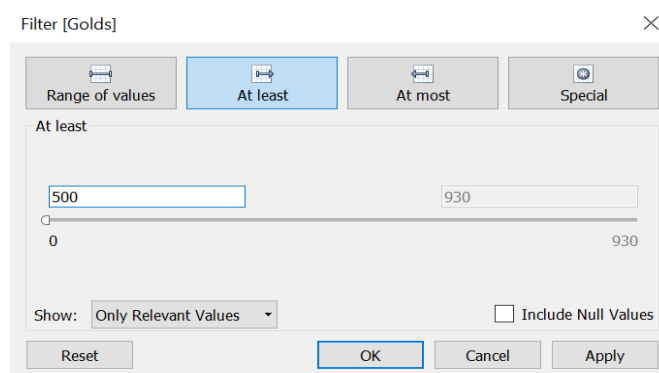 Filter [Golds]
Range of values At least At most Special
At least
500 930
0 930
Show: Only Relevant Values Include Null Values
Reset OK Cancel Apply